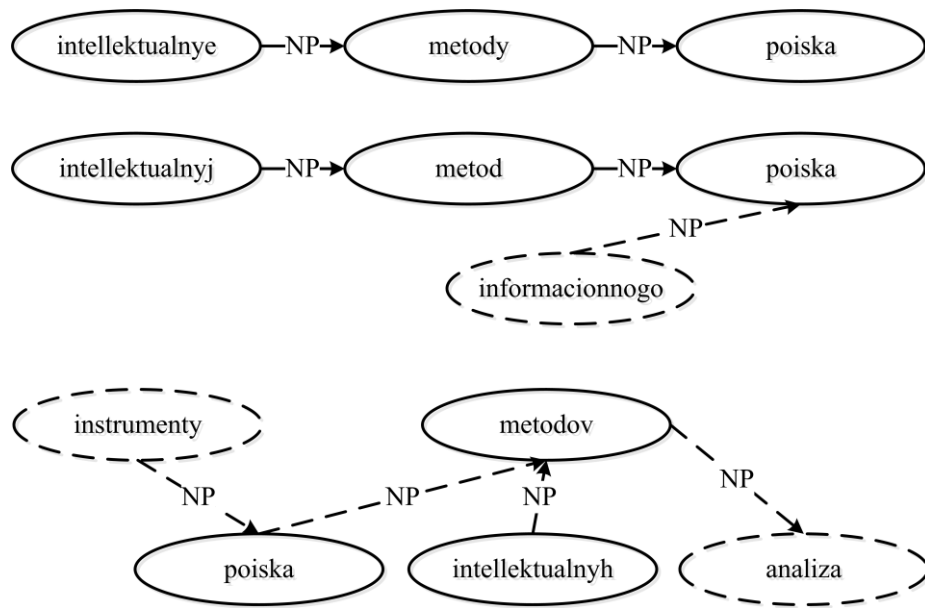 intellektualnye NP metody NP poiska
intellektualnyj NP metod NP poiska
NP
informacionnogo
instrumenty metodov
NP NP NP NP
poiska intellektualnyh analiza